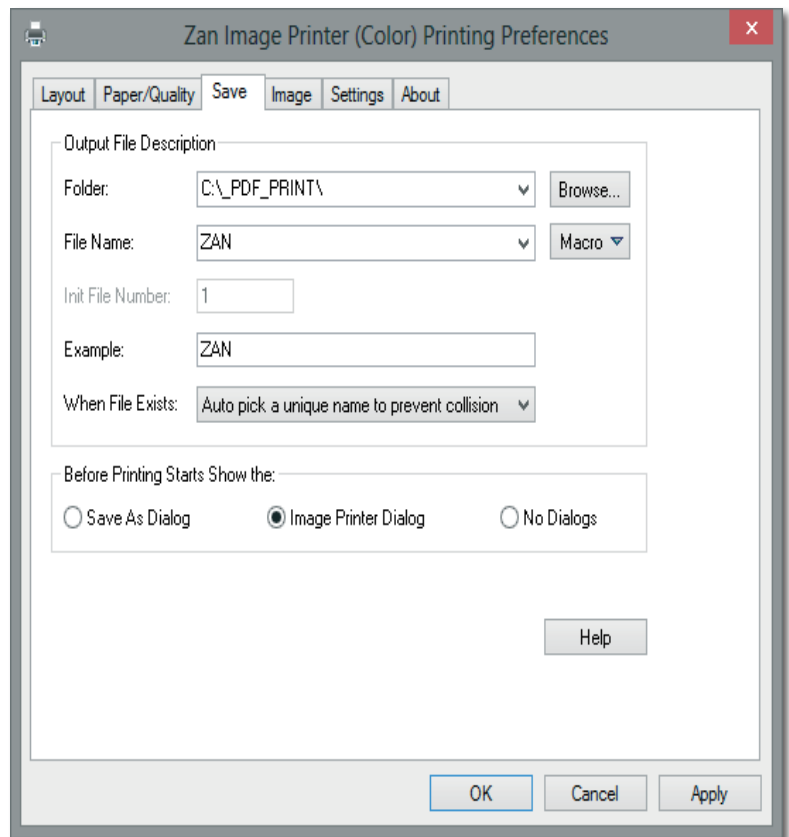 Zan Image Printer (Color) Printing Preferences
x
Layout Paper/Quality Save Image Settings About
Output File Description
Folder: C:\_PDF_PRINT\ Browse...
File Name: ZAN Macro
Init File Number: 1
Example: ZAN
When File Exists: Auto pick a unique name to prevent collision
Before Printing Starts Show the:
Save As Dialog Image Printer Dialog No Dialogs
Help
OK Cancel Apply